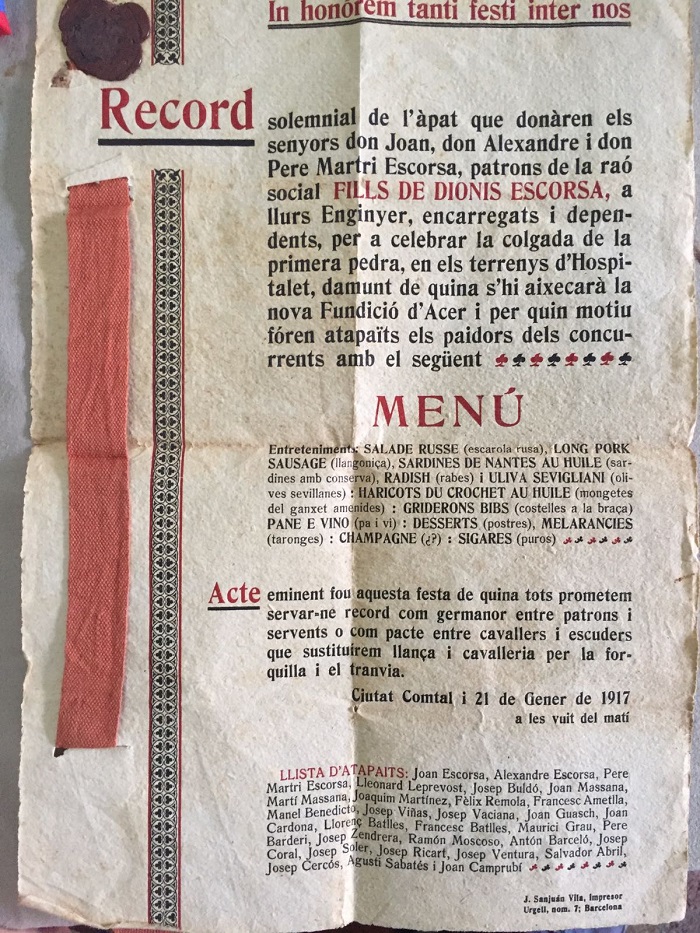 In honòrem tanti festi inter nos
Record solemnial de l'àpat que donàren els
senyors don Joan, don Alexandre i don
Pere Martri Escorsa, patrons de la raó
social FILLS DE DIONIS ESCORSA, a
llurs Enginyer, encarregats i depen-
dents, per a celebrar la colgada de la
primera pedra, en els terrenys d'Hospi-
talet, damunt de quina s'hi aixecarà la
nova Fundició d'Acer i per quin motiu
fóren atapaïts els paidors dels concu-
rrents amb el següent
MENÚ
Entreteniments: SALADE RUSSE (escarola rusa), LONG PORK
SAUSAGE (llangoniça), SARDINES DE NANTES AU HUILE (sar-
dines amb conserva), RADISH (rabes) i ULIVA SEVIGLIANI (oli-
ves sevillanes) : HARICOTS DU CROCHET AU HUILE (mongetes
del ganxet amenides) : GRIDERONS BIBS (costelles a la braça)
PANE E VINO (pa i vi) : DESSERTS (postres), MELARANCIES
(taronges) : CHAMPAGNE (¿?) : SIGARES (puros)
Acte eminent fou aquesta festa de quina tots prometem
servar-ne record com germanor entre patrons i
servents o com pacte entre cavallers i escuders
que sustituirem llança i cavalleria per la for-
quilla i el tranvia.
Ciutat Comtal i 21 de Gener de 1917
a les vuit del matí
LLISTA D'ATAPAITS: Joan Escorsa, Alexandre Escorsa, Pere
Martri Escorsa, Lleonard Leprevost, Josep Buldó, Joan Massana,
Martí Massana, Joaquim Martínez, Fèlix Remola, Francesc Ametlla,
Manel Benedicto, Josep Viñas, Josep Vaciana, Joan Guasch, Joan
Cardona, Llorenç Batlles, Francesc Batlles, Maurici Grau, Pere
Barderi, Josep Zendrera, Ramón Moscoso, Antón Barceló, Josep
Coral, Josep Soler, Josep Ricart, Josep Ventura, Salvador Abril,
Josep Cercós, Agustí Sabatés i Joan Camprubí
J. Sanjuán Vila, impresor
Urgell, nom. 7; Barcelona